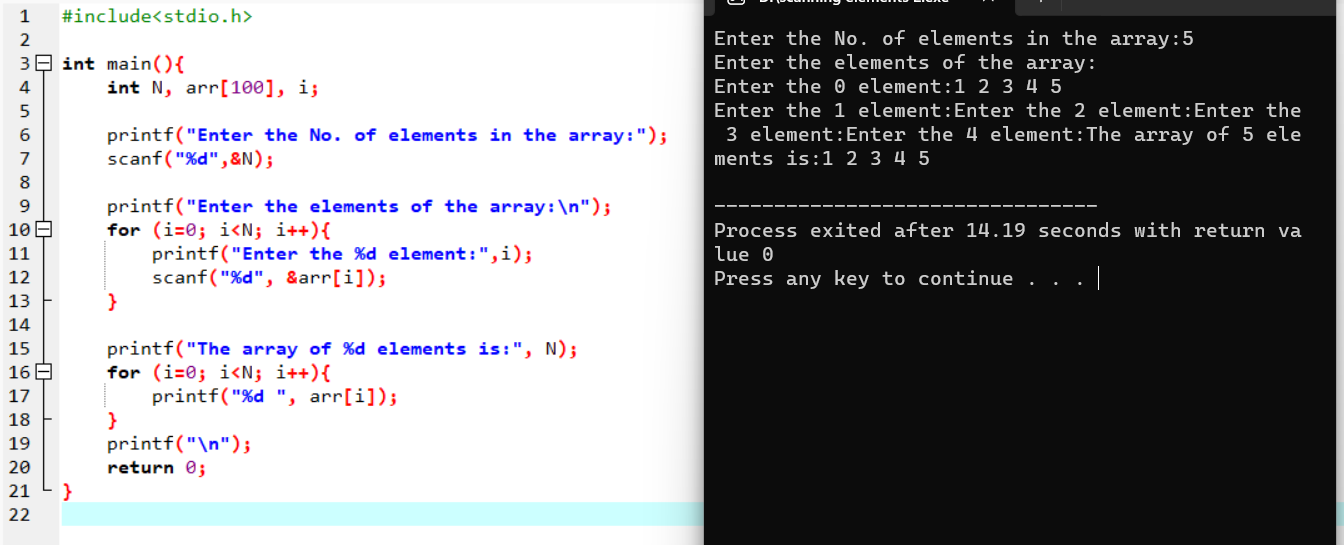 1 #include<stdio.h>
2
3 int main(){
4 int N, arr[100], i;
5
6 printf("Enter the No. of elements in the array:");
7 scanf("%d",&N);
8
9 printf("Enter the elements of the array:\n");
10 for (i=0; i<N; i++){
11 printf("Enter the %d element:",i);
12 scanf("%d", &arr[i]);
13 }
14
15 printf("The array of %d elements is:", N);
16 for (i=0; i<N; i++){
17 printf("%d ", arr[i]);
18 }
19 printf("\n");
20 return 0;
21 }
22
Enter the No. of elements in the array:5
Enter the elements of the array:
Enter the 0 element:1 2 3 4 5
Enter the 1 element:Enter the 2 element:Enter the
3 element:Enter the 4 element:The array of 5 ele
ments is:1 2 3 4 5
--------------------------------
Process exited after 14.19 seconds with return va
lue 0
Press any key to continue . . .